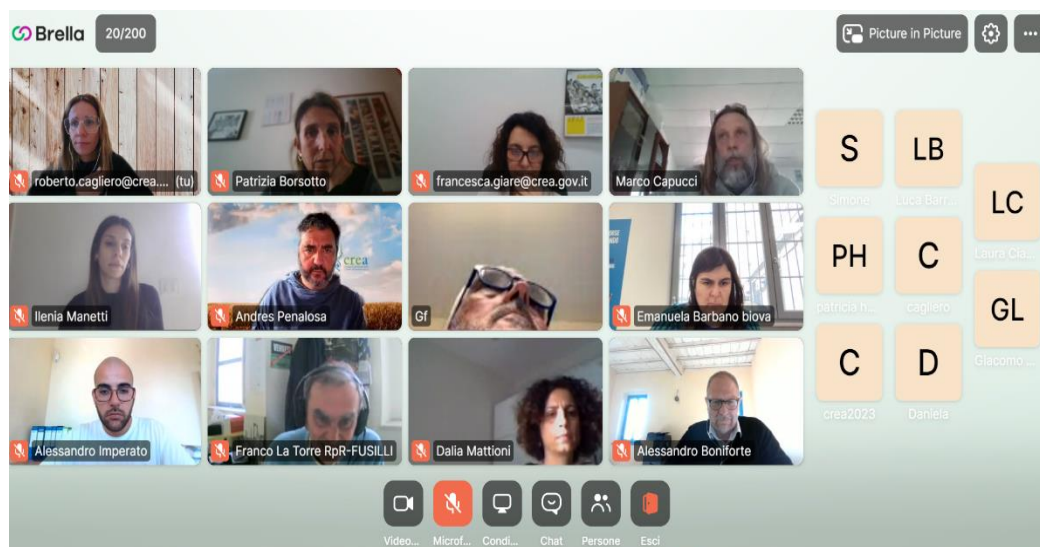 Brella
20/200
Picture in Picture
roberto.cagliero@crea.... (tu)
Patrizia Borsotto
francesca.giare@crea.gov.it
Marco Capucci
S
Simone
LB
Luca Barr...
LC
Laura Cia...
Ilenia Manetti
crea
Andres Penalosa
Gf
Emanuela Barbano biova
PH
patricia h...
C
cagliero
GL
Giacomo ...
Alessandro Imperato
Franco La Torre RpR-FUSILLI
Dalia Mattioni
Alessandro Boniforte
C
crea2023
D
Daniela
Video...
Microf...
Condi...
Chat
Persone
Esci